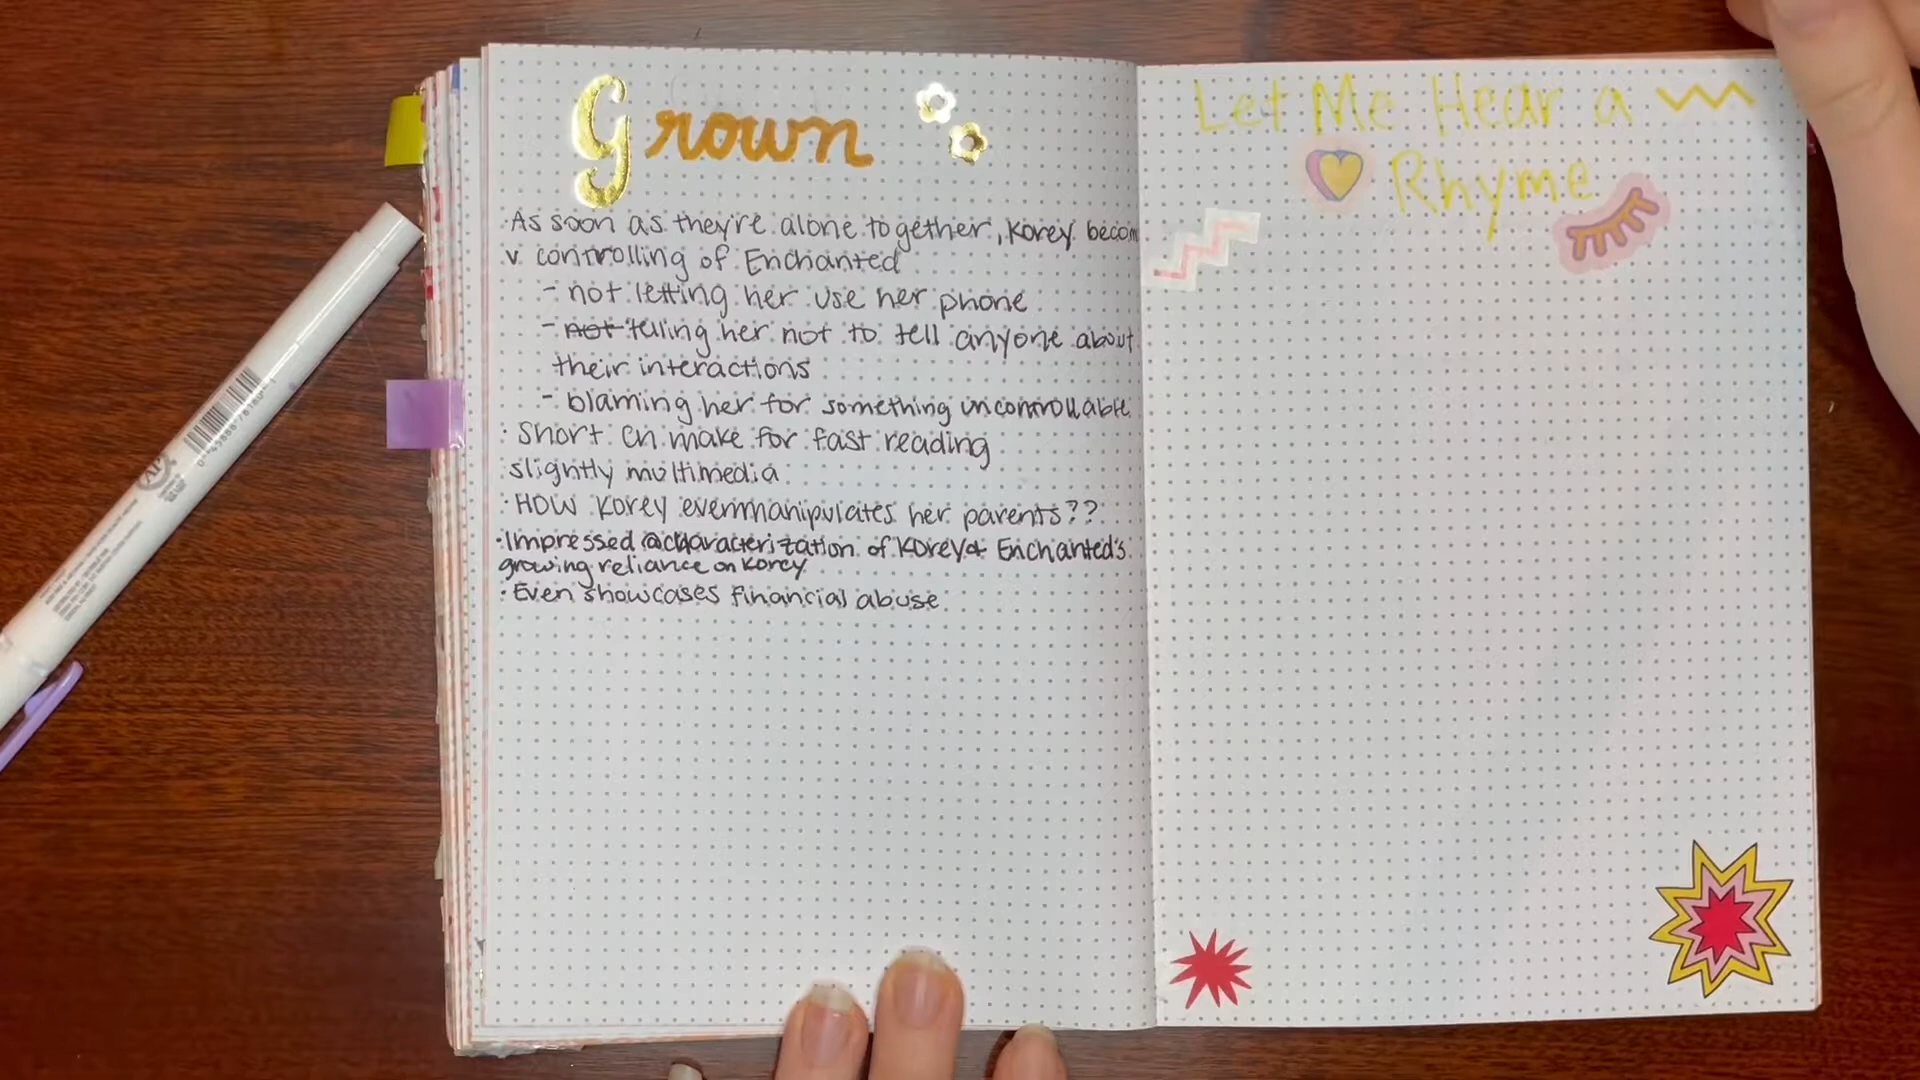 Grown
· As soon as they're alone together, Korey becom
v. controlling of Enchanted
- not letting her use her phone
- not telling her not to tell anyone about
their interactions
- blaming her for something uncontrollable
· Short Ch make for fast reading
slightly multimedia
· HOW Korey even manipulates her parents??
· Impressed @ characterization of Korey + Enchanted's
growing reliance on Korey
· Even showcases financial abuse
Let Me Hear a
Rhyme